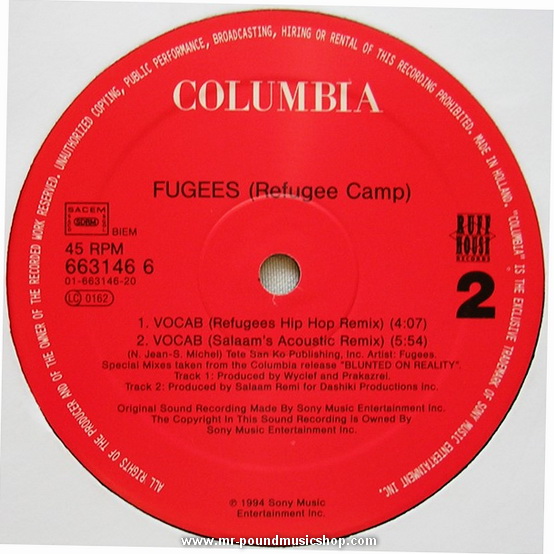 ALL RIGHTS OF THE PRODUCER AND OF THE OWNER OF THE RECORDED WORK RESERVED. UNAUTHORIZED COPYING, PUBLIC PERFORMANCE, BROADCASTING, HIRING OR RENTAL OF THIS RECORDING PROHIBITED. MADE IN HOLLAND. "COLUMBIA" IS THE EXCLUSIVE TRADEMARK OF SONY MUSIC ENTERTAINMENT INC.
COLUMBIA
FUGEES (Refugee Camp)
SACEM
SDRM
BIEM
45 RPM
663146 6
01-663146-20
LC 0162
RUFF
HOUSE
RECORDS
2
1. VOCAB (Refugees Hip Hop Remix) (4:07)
2. VOCAB (Salaam's Acoustic Remix) (5:54)
(N. Jean-S. Michel) Tete San Ko Publishing, Inc. Artist: Fugees.
Special Mixes taken from the Columbia release "BLUNTED ON REALITY".
Track 1: Produced by Wyclef and Prakazrel.
Track 2: Produced by Salaam Remi for Dashiki Productions Inc.
Original Sound Recording Made By Sony Music Entertainment Inc.
The Copyright In This Sound Recording is Owned By
Sony Music Entertainment Inc.
℗ 1994 Sony Music
Entertainment Inc.
www.mr-poundmusicshop.com